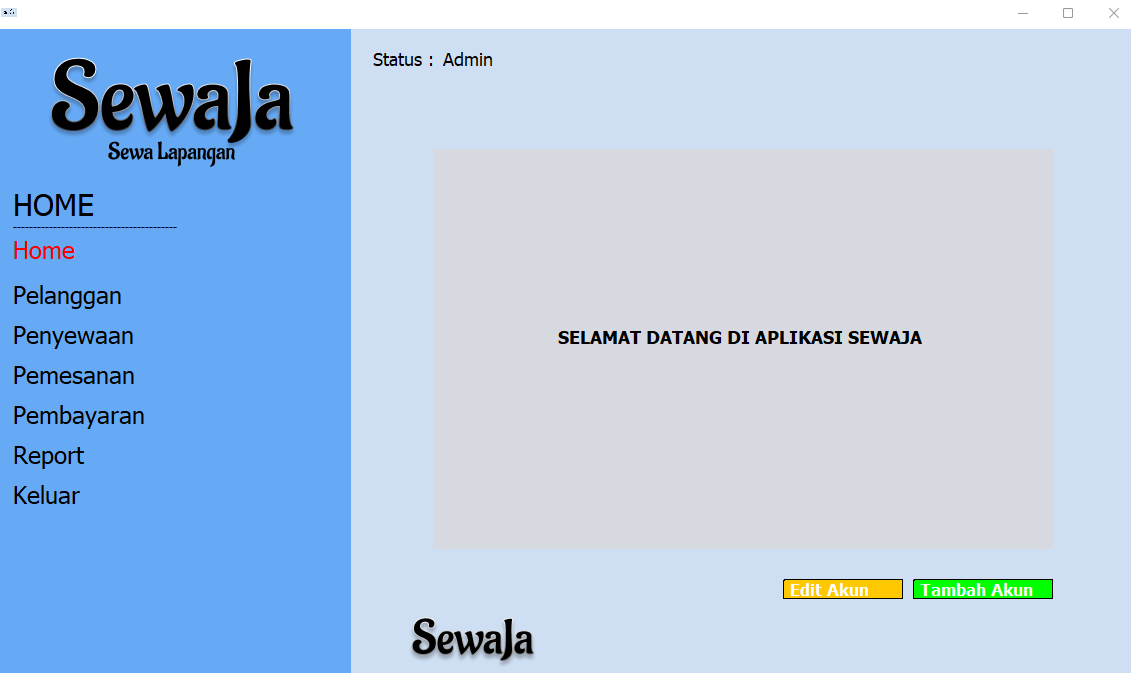 SewaJa
Sewa Lapangan
HOME
-----------------------------------------
Home
Pelanggan
Penyewaan
Pemesanan
Pembayaran
Report
Keluar
Status : Admin
SELAMAT DATANG DI APLIKASI SEWAJA
Edit Akun
Tambah Akun
SewaJa